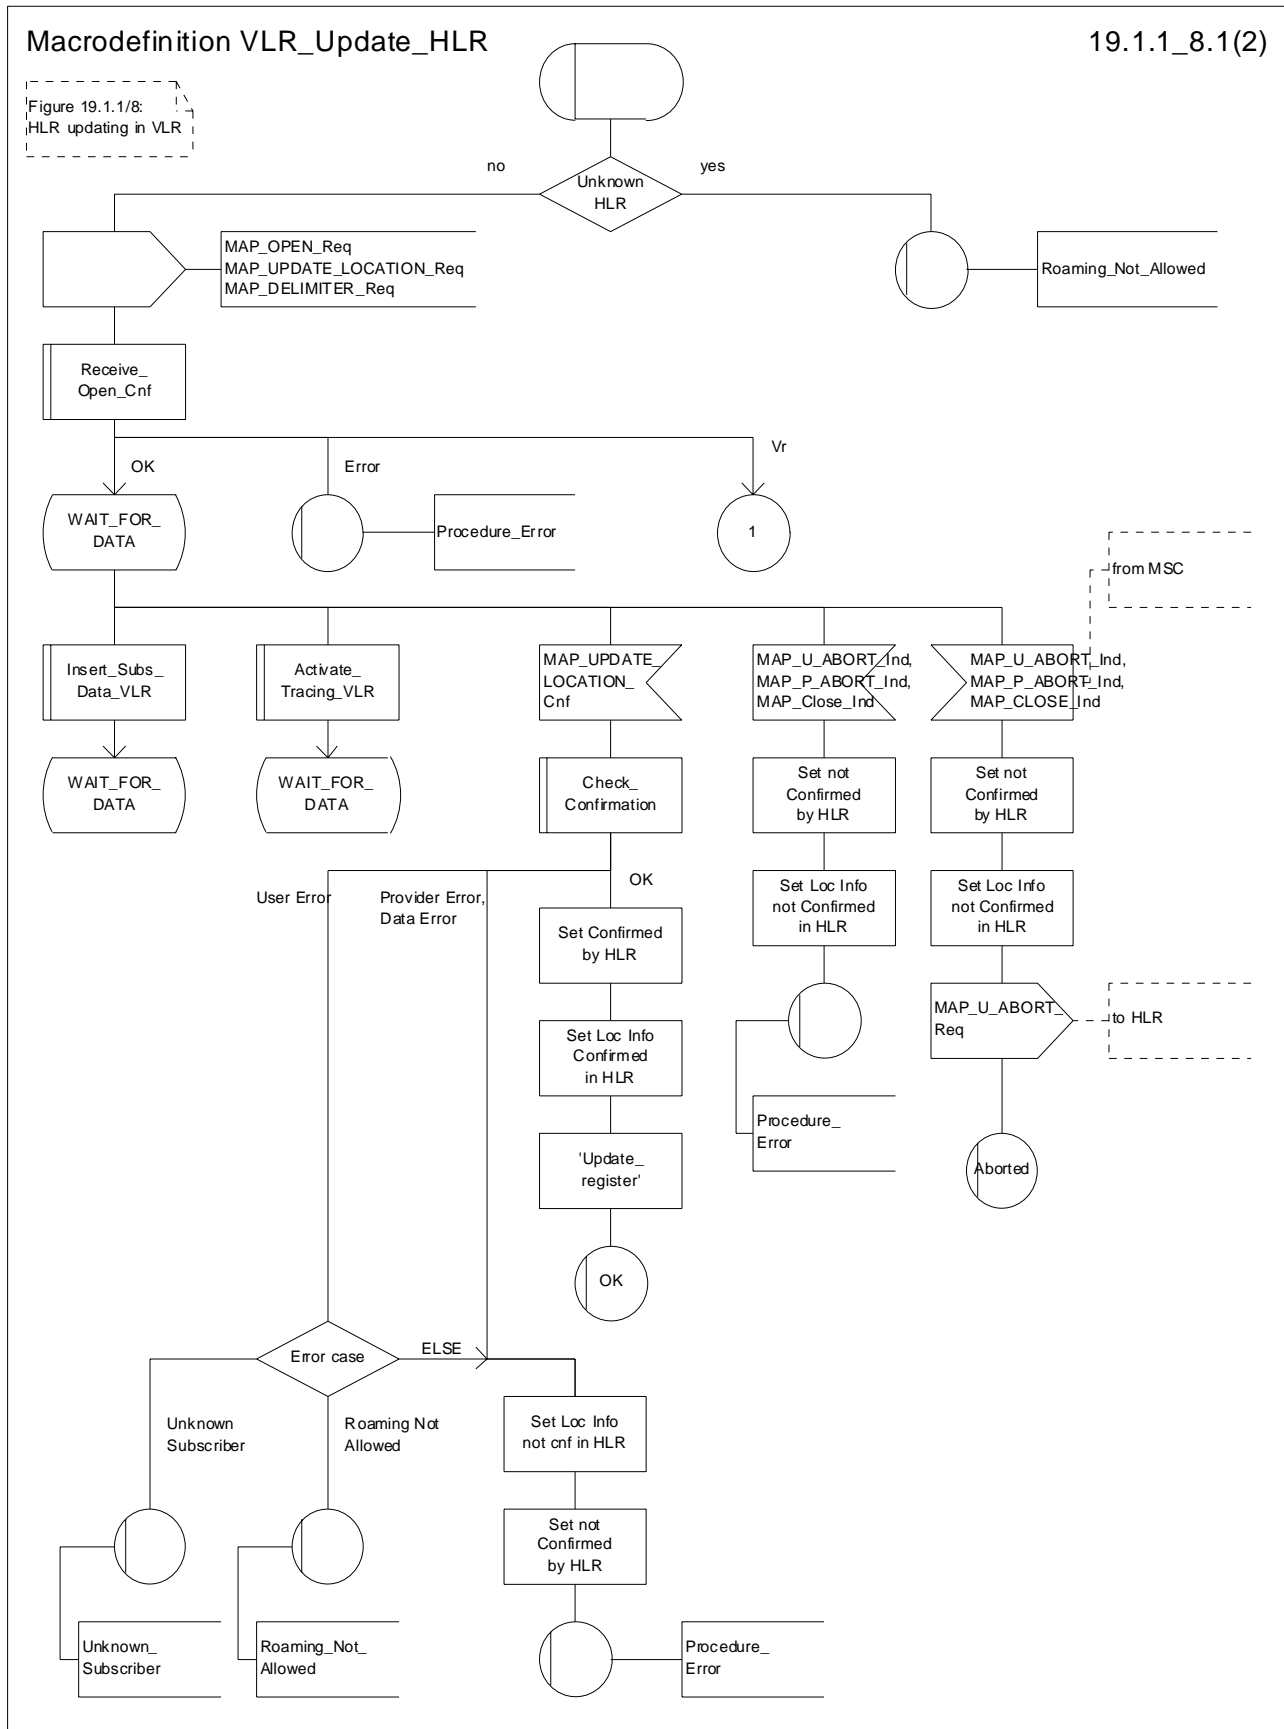 Macrodefinition VLR_Update_HLR
19.1.1_8.1(2)
Figure 19.1.1/8:
HLR updating in VLR
no
yes
Unknown
HLR
MAP_OPEN_Req
MAP_UPDATE_LOCATION_Req
MAP_DELIMITER_Req
Roaming_Not_Allowed
Receive_
Open_Cnf
OK
Error
Vr
WAIT_FOR_
DATA
Procedure_Error
1
from MSC
Insert_Subs_
Data_VLR
Activate_
Tracing_VLR
MAP_UPDATE_
LOCATION_
Cnf
MAP_U_ABORT_Ind,
MAP_P_ABORT_Ind,
MAP_Close_Ind
MAP_U_ABORT_Ind,
MAP_P_ABORT_Ind,
MAP_CLOSE_Ind
WAIT_FOR_
DATA
WAIT_FOR_
DATA
Check_
Confirmation
Set not
Confirmed
by HLR
Set not
Confirmed
by HLR
User Error
Provider Error,
Data Error
OK
Set Confirmed
by HLR
Set Loc Info
not Confirmed
in HLR
Set Loc Info
not Confirmed
in HLR
Set Loc Info
Confirmed
in HLR
MAP_U_ABORT_
Req
to HLR
Procedure_
Error
'Update_
register'
Aborted
OK
Error case
ELSE
Unknown
Subscriber
Roaming Not
Allowed
Set Loc Info
not cnf in HLR
Set not
Confirmed
by HLR
Unknown_
Subscriber
Roaming_Not_
Allowed
Procedure_
Error